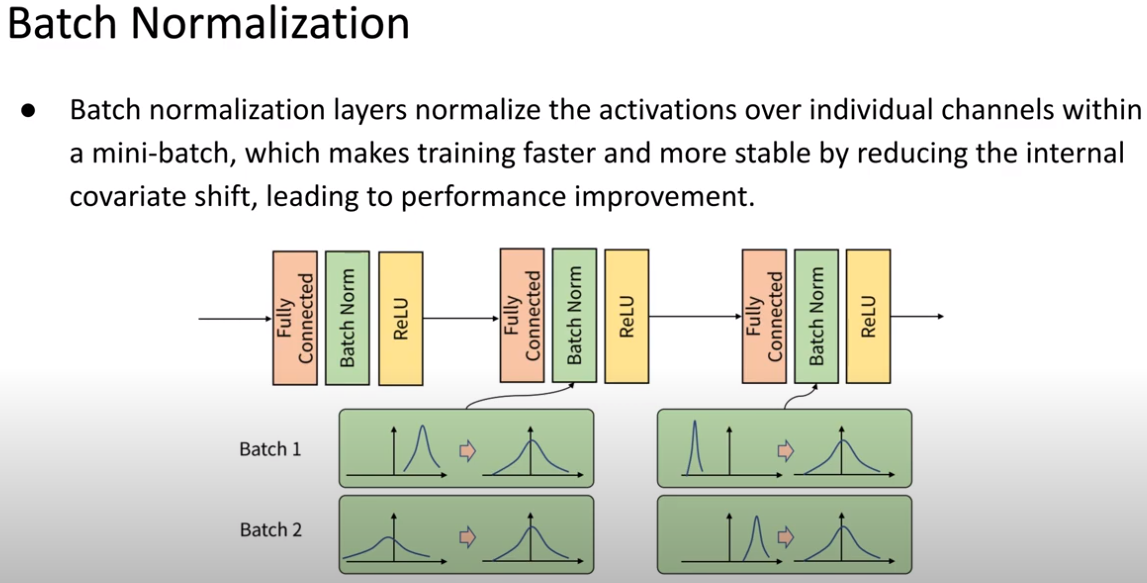 Batch Normalization
● Batch normalization layers normalize the activations over individual channels within
a mini-batch, which makes training faster and more stable by reducing the internal
covariate shift, leading to performance improvement.
Fully
Connected
Batch Norm
ReLU
Fully
Connected
Batch Norm
ReLU
Fully
Connected
Batch Norm
ReLU
Batch 1
Batch 2